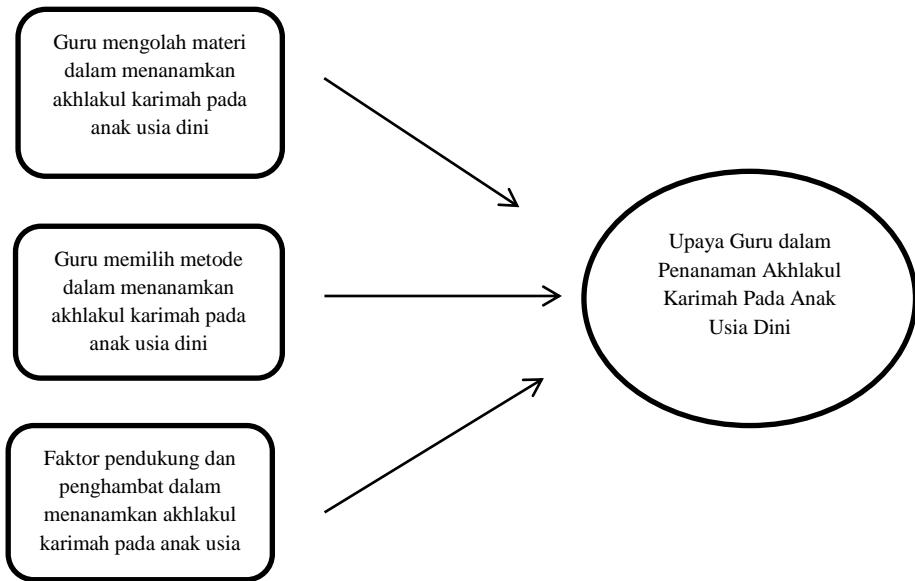 Guru mengolah materi
dalam menanamkan
akhlakul karimah pada
anak usia dini
Guru memilih metode
dalam menanamkan
akhlakul karimah pada
anak usia dini
Faktor pendukung dan
penghambat dalam
menanamkan akhlakul
karimah pada anak usia
Upaya Guru dalam
Penanaman Akhlakul
Karimah Pada Anak
Usia Dini